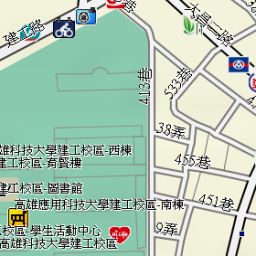 建工路
大昌二路
413巷
533巷
38弄
雄科技大學建工校區-西棟
建工校區-育賢樓
455巷
建工校區-圖書館
高雄應用科技大學建工校區-南棟
451巷
校區-學生活動中心
9弄
高雄科技大學建工校區